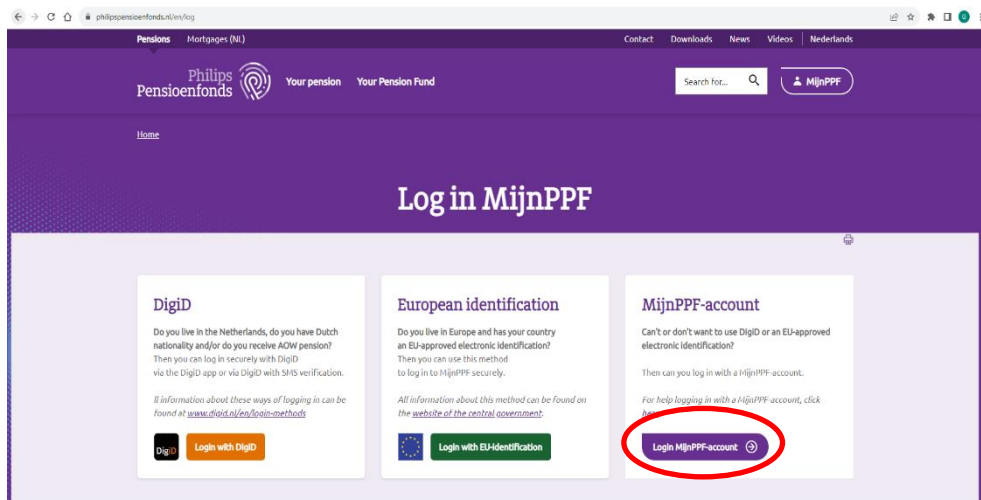 philipspensioenfonds.nl/en/log
Pensions Mortgages (NL) Contact Downloads News Videos Nederlands
Philips
Pensioenfonds
Your pension Your Pension Fund Search for... MijnPPF
Home
Log in MijnPPF
DigiD
Do you live in the Netherlands, do you have Dutch
nationality and/or do you receive AOW pension?
Then you can log in securely with DigiD
via the DigiD app or via DigiD with SMS verification.
ll information about these ways of logging in can be
found at www.digid.nl/en/login-methods
DigiD Login with DigiD
European identification
Do you live in Europe and has your country
an EU-approved electronic identification?
Then you can use this method
to log in to MijnPPF securely.
All information about this method can be found on
the website of the central government.
Login with EU-identification
MijnPPF-account
Can't or don't want to use DigiD or an EU-approved
electronic identification?
Then can you log in with a MijnPPF-account.
For help logging in with a MijnPPF-account, click
Login MijnPPF-account